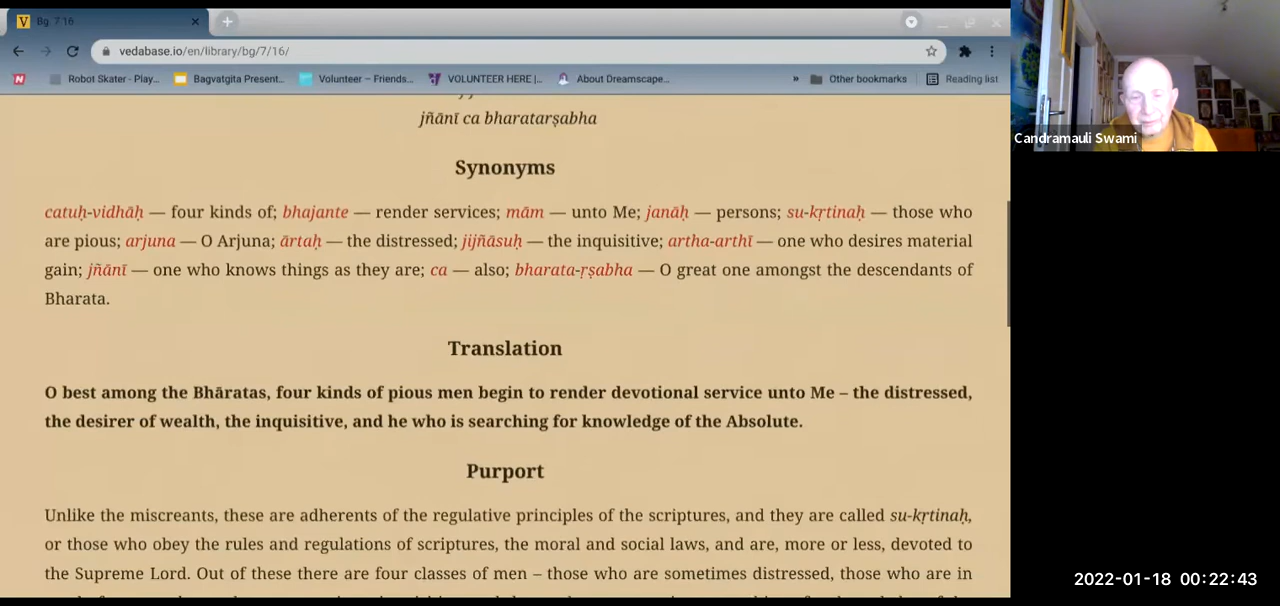 Bg. 7.16
vedabase.io/en/library/bg/7/16/
Robot Skater - Play... Bagvatgita Present... Volunteer – Friends... VOLUNTEER HERE |... About Dreamscape... » Other bookmarks Reading list
jñānī ca bharatarṣabha
Synonyms
catuḥ-vidhāḥ — four kinds of; bhajante — render services; mām — unto Me; janāḥ — persons; su-kṛtinaḥ — those who
are pious; arjuna — O Arjuna; ārtaḥ — the distressed; jijñāsuḥ — the inquisitive; artha-arthī — one who desires material
gain; jñānī — one who knows things as they are; ca — also; bharata-ṛṣabha — O great one amongst the descendants of
Bharata.
Translation
O best among the Bhāratas, four kinds of pious men begin to render devotional service unto Me – the distressed,
the desirer of wealth, the inquisitive, and he who is searching for knowledge of the Absolute.
Purport
Unlike the miscreants, these are adherents of the regulative principles of the scriptures, and they are called su-kṛtinaḥ,
or those who obey the rules and regulations of scriptures, the moral and social laws, and are, more or less, devoted to
the Supreme Lord. Out of these there are four classes of men – those who are sometimes distressed, those who are in
Candramauli Swami
2022-01-18 00:22:43